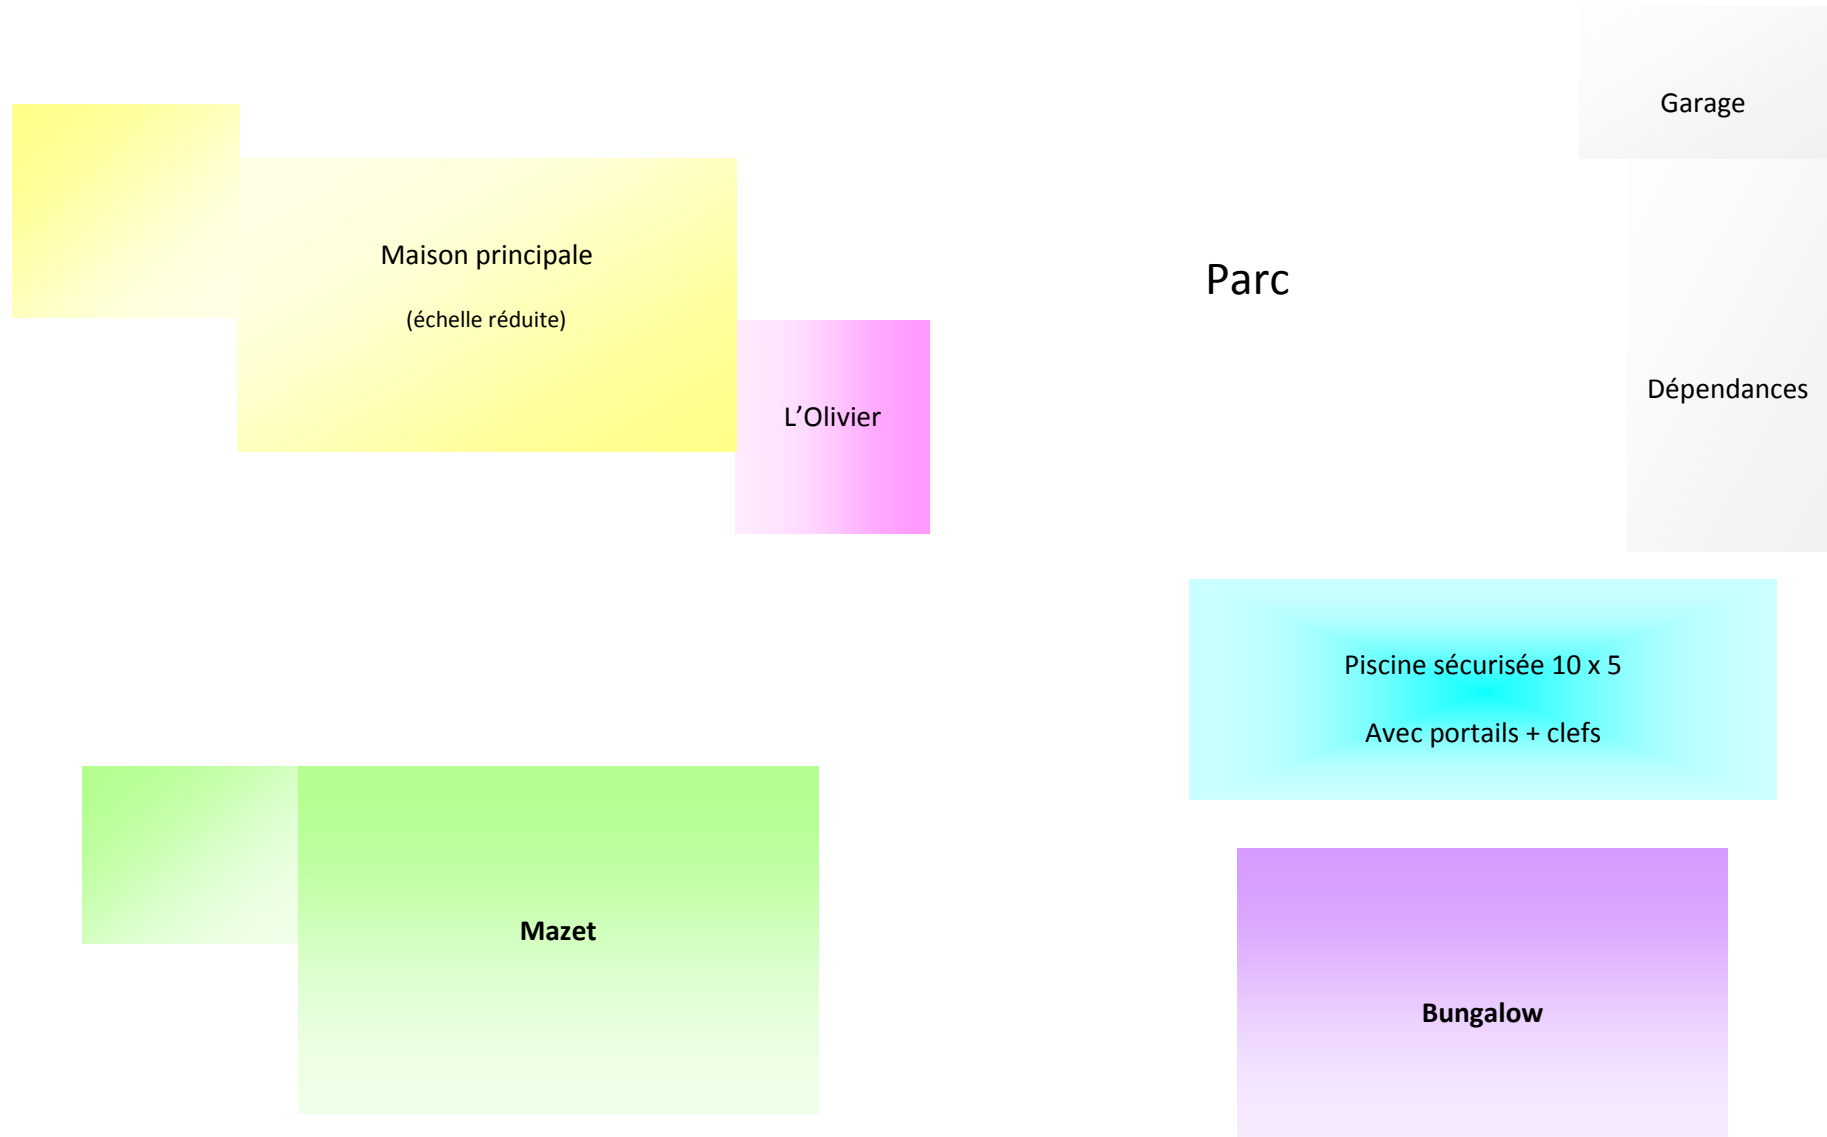 Garage
Maison principale
(échelle réduite)
Parc
Dépendances
L’Olivier
Piscine sécurisée 10 x 5
Avec portails + clefs
Mazet
Bungalow